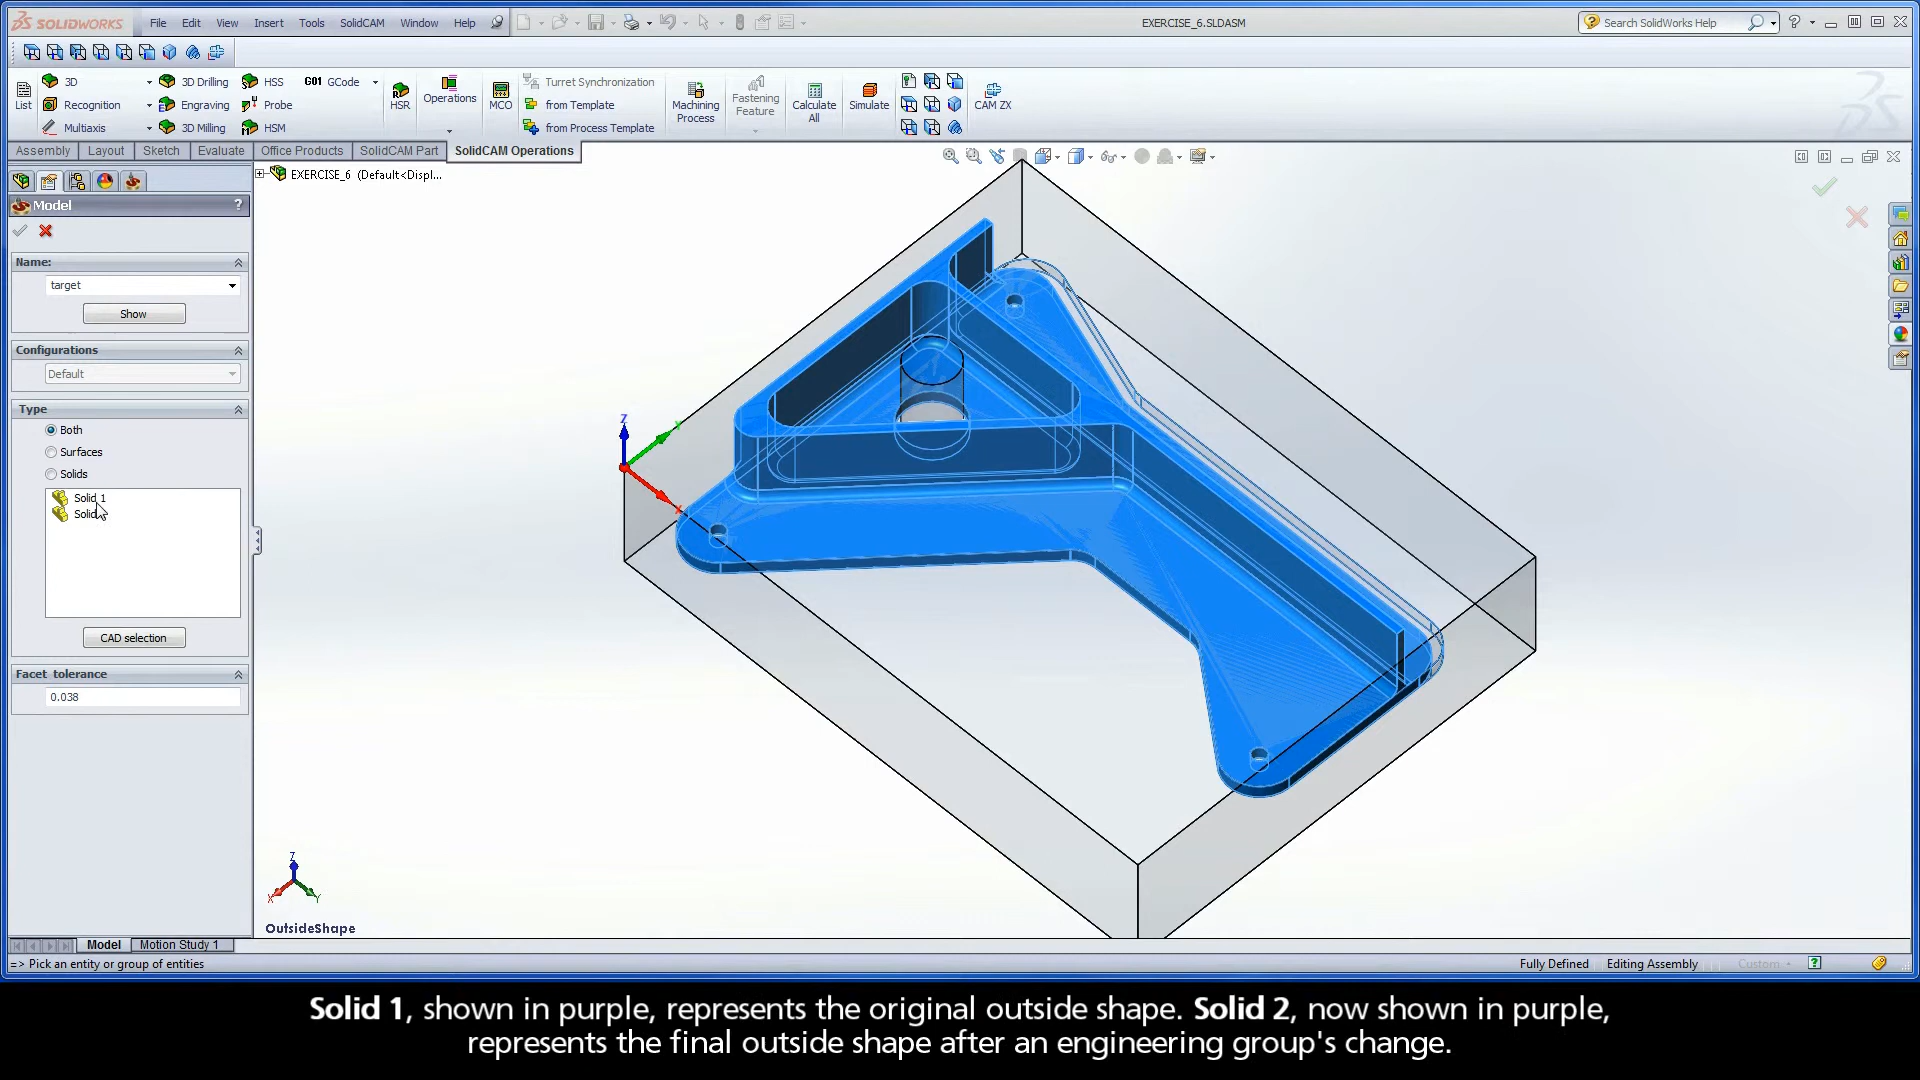 SOLIDWORKS File Edit View Insert Tools SolidCAM Window Help EXERCISE_6.SLDASM Search SolidWorks Help
3D 3D Drilling HSS G01 GCode Turret Synchronization
List Recognition Engraving Probe HSR Operations MCO from Template Machining Process Fastening Feature Calculate All Simulate CAM ZX
Multiaxis 3D Milling HSM from Process Template
Assembly Layout Sketch Evaluate Office Products SolidCAM Part SolidCAM Operations
EXERCISE_6 (Default<Displ...
Model ?
Name:
target
Show
Configurations
Default
Type
Both
Surfaces
Solids
Solid 1
Solid
CAD selection
Facet tolerance
0.038
Z
X
Z
X Y
OutsideShape
Model Motion Study 1
=> Pick an entity or group of entities Fully Defined Editing Assembly Custom
Solid 1, shown in purple, represents the original outside shape. Solid 2, now shown in purple,
represents the final outside shape after an engineering group's change.